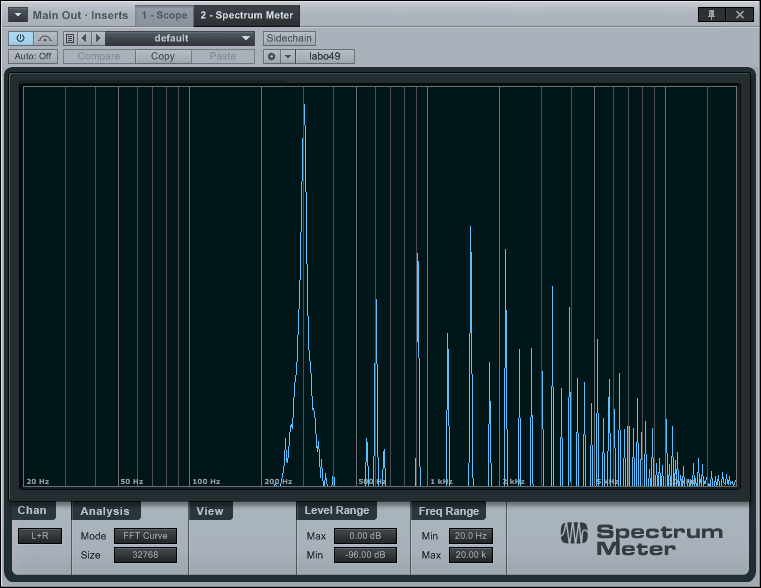 Main Out · Inserts 1 - Scope 2 - Spectrum Meter
default Sidechain
Auto: Off Compare Copy Paste labo49
20 Hz 50 Hz 100 Hz 200 Hz 500 Hz 1 kHz 2 kHz 5 kHz
Chan Analysis View Level Range Freq Range
L+R Mode FFT Curve Max 0.00 dB Min 20.0 Hz
Size 32768 Min -96.00 dB Max 20.00 k
Spectrum
Meter